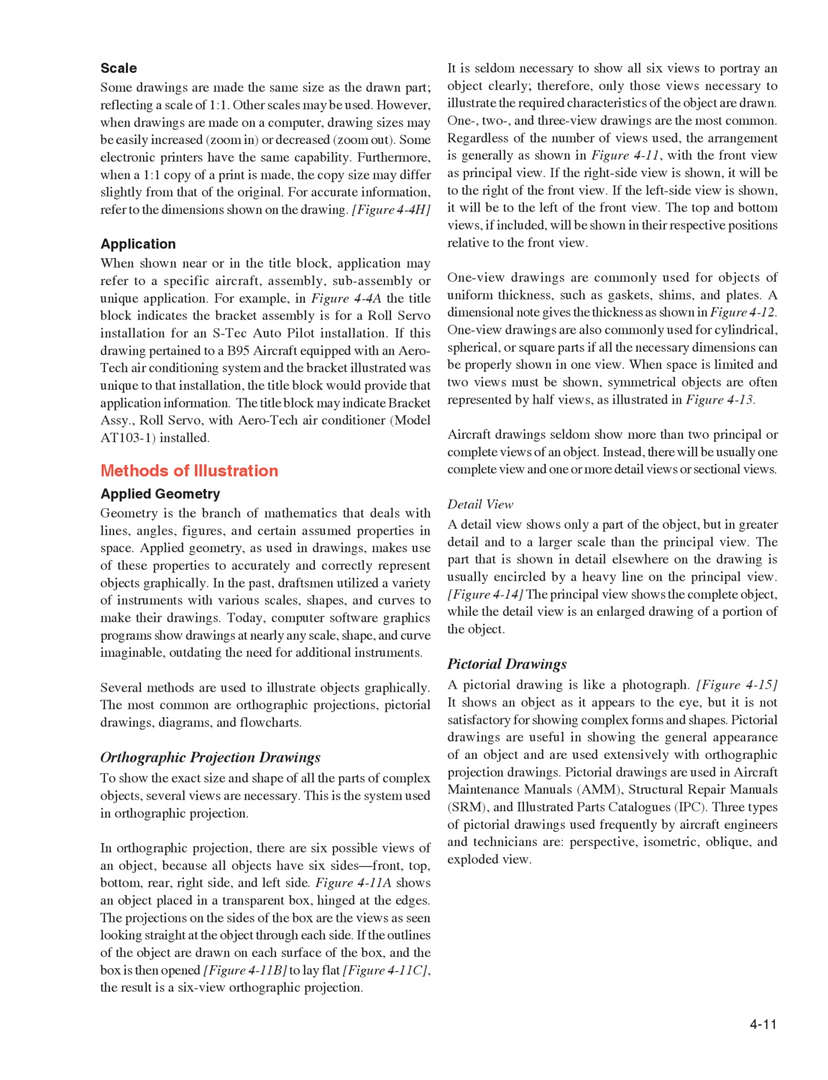 Scale
Some drawings are made the same size as the drawn part;
reflecting a scale of 1:1. Other scales may be used. However,
when drawings are made on a computer, drawing sizes may
be easily increased (zoom in) or decreased (zoom out). Some
electronic printers have the same capability. Furthermore,
when a 1:1 copy of a print is made, the copy size may differ
slightly from that of the original. For accurate information,
refer to the dimensions shown on the drawing. [Figure 4-4H]
Application
When shown near or in the title block, application may
refer to a specific aircraft, assembly, sub-assembly or
unique application. For example, in Figure 4-4A the title
block indicates the bracket assembly is for a Roll Servo
installation for an S-Tec Auto Pilot installation. If this
drawing pertained to a B95 Aircraft equipped with an Aero-
Tech air conditioning system and the bracket illustrated was
unique to that installation, the title block would provide that
application information. The title block may indicate Bracket
Assy., Roll Servo, with Aero-Tech air conditioner (Model
AT103-1) installed.
Methods of Illustration
Applied Geometry
Geometry is the branch of mathematics that deals with
lines, angles, figures, and certain assumed properties in
space. Applied geometry, as used in drawings, makes use
of these properties to accurately and correctly represent
objects graphically. In the past, draftsmen utilized a variety
of instruments with various scales, shapes, and curves to
make their drawings. Today, computer software graphics
programs show drawings at nearly any scale, shape, and curve
imaginable, outdating the need for additional instruments.
Several methods are used to illustrate objects graphically.
The most common are orthographic projections, pictorial
drawings, diagrams, and flowcharts.
Orthographic Projection Drawings
To show the exact size and shape of all the parts of complex
objects, several views are necessary. This is the system used
in orthographic projection.
In orthographic projection, there are six possible views of
an object, because all objects have six sides—front, top,
bottom, rear, right side, and left side. Figure 4-11A shows
an object placed in a transparent box, hinged at the edges.
The projections on the sides of the box are the views as seen
looking straight at the object through each side. If the outlines
of the object are drawn on each surface of the box, and the
box is then opened [Figure 4-11B] to lay flat [Figure 4-11C],
the result is a six-view orthographic projection.
It is seldom necessary to show all six views to portray an
object clearly; therefore, only those views necessary to
illustrate the required characteristics of the object are drawn.
One-, two-, and three-view drawings are the most common.
Regardless of the number of views used, the arrangement
is generally as shown in Figure 4-11, with the front view
as principal view. If the right-side view is shown, it will be
to the right of the front view. If the left-side view is shown,
it will be to the left of the front view. The top and bottom
views, if included, will be shown in their respective positions
relative to the front view.
One-view drawings are commonly used for objects of
uniform thickness, such as gaskets, shims, and plates. A
dimensional note gives the thickness as shown in Figure 4-12.
One-view drawings are also commonly used for cylindrical,
spherical, or square parts if all the necessary dimensions can
be properly shown in one view. When space is limited and
two views must be shown, symmetrical objects are often
represented by half views, as illustrated in Figure 4-13.
Aircraft drawings seldom show more than two principal or
complete views of an object. Instead, there will be usually one
complete view and one or more detail views or sectional views.
Detail View
A detail view shows only a part of the object, but in greater
detail and to a larger scale than the principal view. The
part that is shown in detail elsewhere on the drawing is
usually encircled by a heavy line on the principal view.
[Figure 4-14] The principal view shows the complete object,
while the detail view is an enlarged drawing of a portion of
the object.
Pictorial Drawings
A pictorial drawing is like a photograph. [Figure 4-15]
It shows an object as it appears to the eye, but it is not
satisfactory for showing complex forms and shapes. Pictorial
drawings are useful in showing the general appearance
of an object and are used extensively with orthographic
projection drawings. Pictorial drawings are used in Aircraft
Maintenance Manuals (AMM), Structural Repair Manuals
(SRM), and Illustrated Parts Catalogues (IPC). Three types
of pictorial drawings used frequently by aircraft engineers
and technicians are: perspective, isometric, oblique, and
exploded view.
4-11